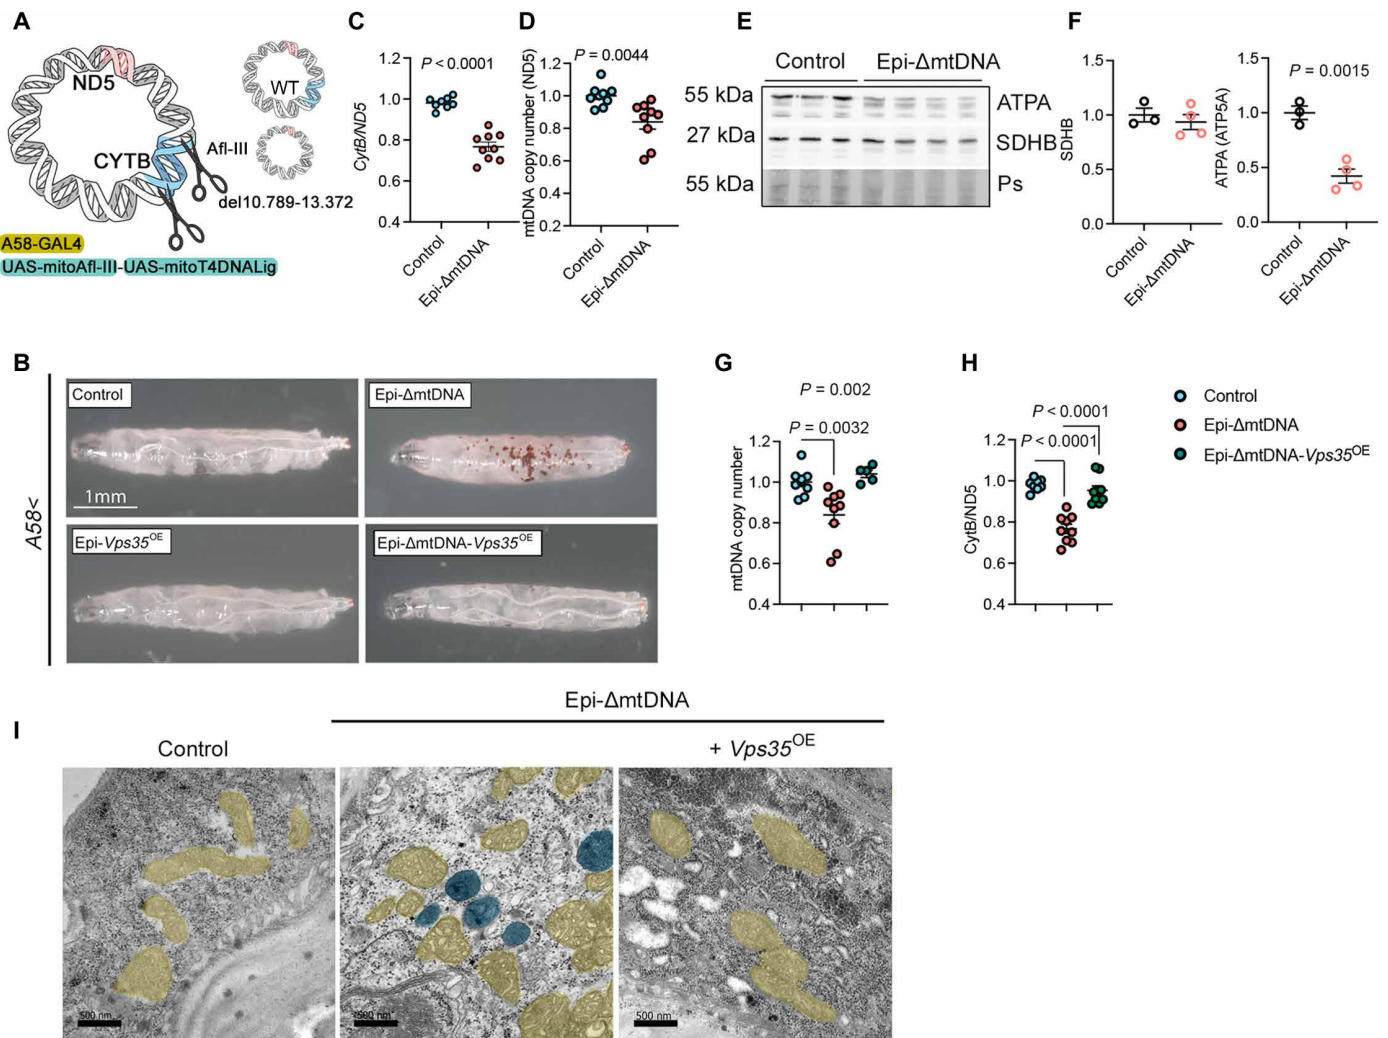 A
ND5
CYTB
WT
Afl-III
del10.789-13.372
A58-GAL4
UAS-mitoAfl-III-UAS-mitoT4DNALig
C
CytB/ND5
1.2
1.0
0.8
0.6
0.4
P < 0.0001
Control
Epi-ΔmtDNA
D
mtDNA copy number (ND5)
1.2
1.0
0.8
0.6
0.4
0.2
P = 0.0044
Control
Epi-ΔmtDNA
E
Control
Epi-ΔmtDNA
55 kDa
ATPA
27 kDa
SDHB
55 kDa
Ps
F
SDHB
1.5
1.0
0.5
0.0
Control
Epi-ΔmtDNA
ATPA (ATP5A)
1.5
1.0
0.5
0.0
P = 0.0015
Control
Epi-ΔmtDNA
B
A58<
Control
1mm
Epi-ΔmtDNA
Epi-Vps35OE
Epi-ΔmtDNA-Vps35OE
G
mtDNA copy number
P = 0.002
P = 0.0032
1.2
1.0
0.8
0.6
0.4
H
CytB/ND5
P < 0.0001
P < 0.0001
1.2
1.0
0.8
0.6
0.4
Control
Epi-ΔmtDNA
Epi-ΔmtDNA-Vps35OE
I
Epi-ΔmtDNA
Control
+ Vps35OE
500 nm
500 nm
500 nm